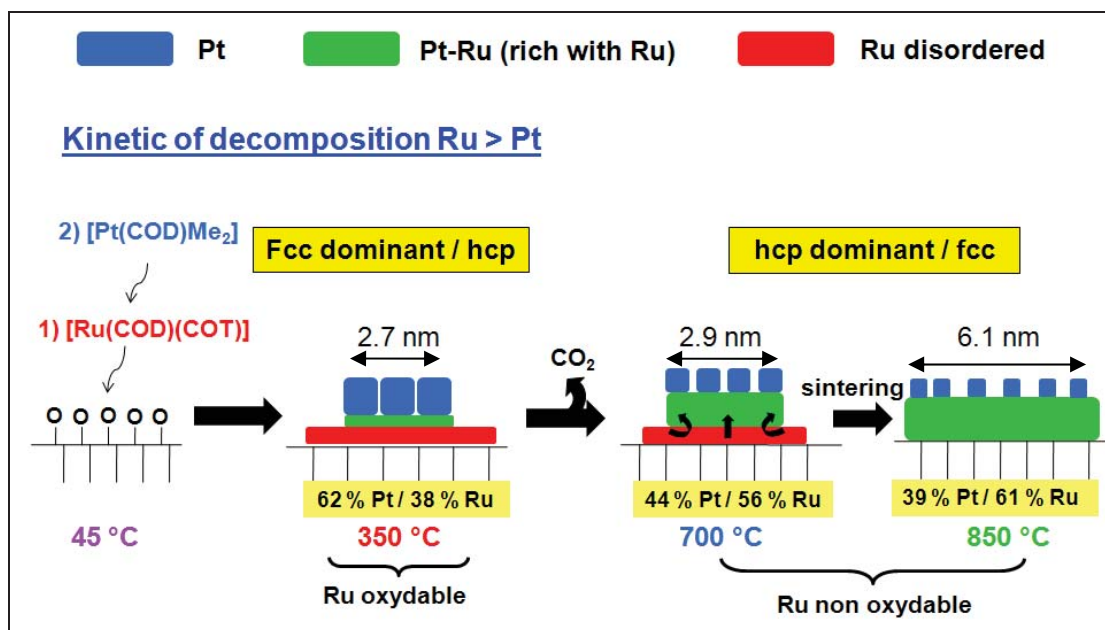 Pt
Pt-Ru (rich with Ru)
Ru disordered
Kinetic of decomposition Ru > Pt
2) [Pt(COD)Me₂]
Fcc dominant / hcp
hcp dominant / fcc
1) [Ru(COD)(COT)]
2.7 nm
CO₂
2.9 nm
6.1 nm
sintering
O O O O O
62 % Pt / 38 % Ru
44 % Pt / 56 % Ru
39 % Pt / 61 % Ru
45 °C
350 °C
700 °C
850 °C
Ru oxydable
Ru non oxydable